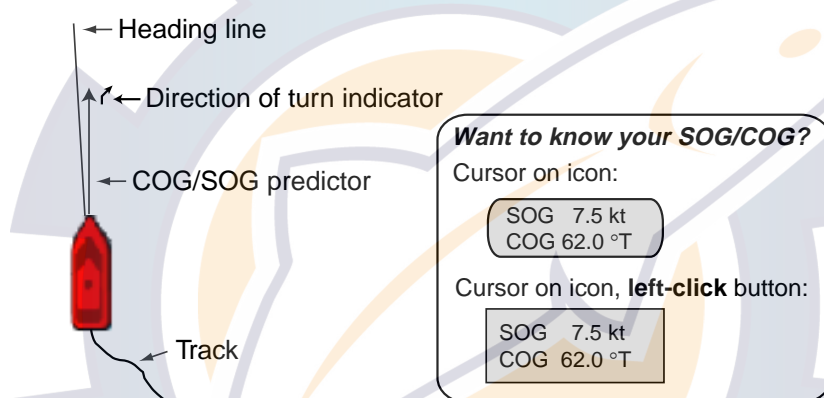 Heading line
Direction of turn indicator
COG/SOG predictor
Track
Want to know your SOG/COG?
Cursor on icon:
SOG 7.5 kt
COG 62.0 °T
Cursor on icon, left-click button:
SOG 7.5 kt
COG 62.0 °T